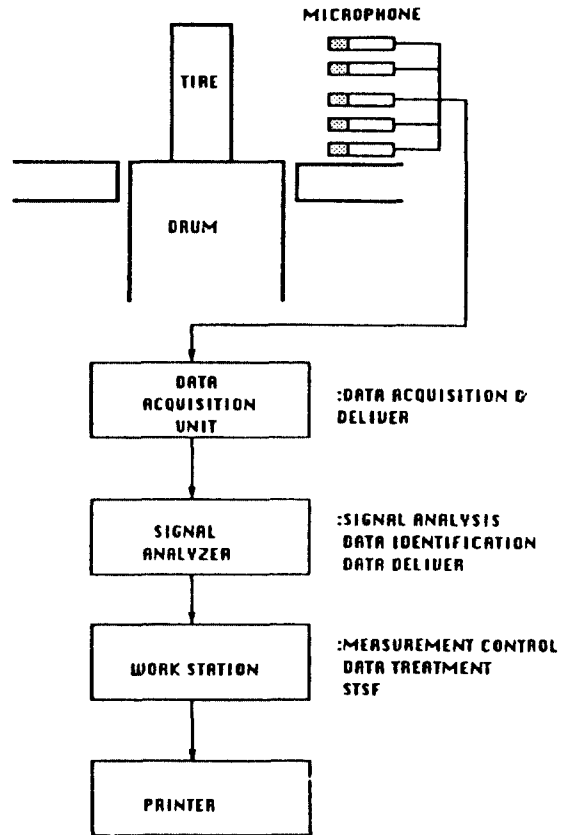 MICROPHONE
TIRE
DRUM
DATA
ACQUISITION
UNIT
:DATA ACQUISITION &
DELIVER
SIGNAL
ANALYZER
:SIGNAL ANALYSIS
DATA IDENTIFICATION
DATA DELIVER
WORK STATION
:MEASUREMENT CONTROL
DATA TREATMENT
STSF
PRINTER